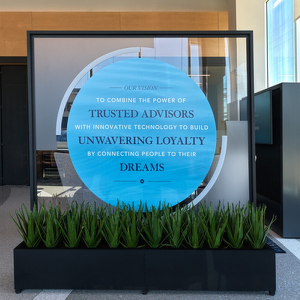 OUR VISION
TO COMBINE THE POWER OF
TRUSTED ADVISORS
WITH INNOVATIVE TECHNOLOGY TO BUILD
UNWAVERING LOYALTY
BY CONNECTING PEOPLE TO THEIR
DREAMS